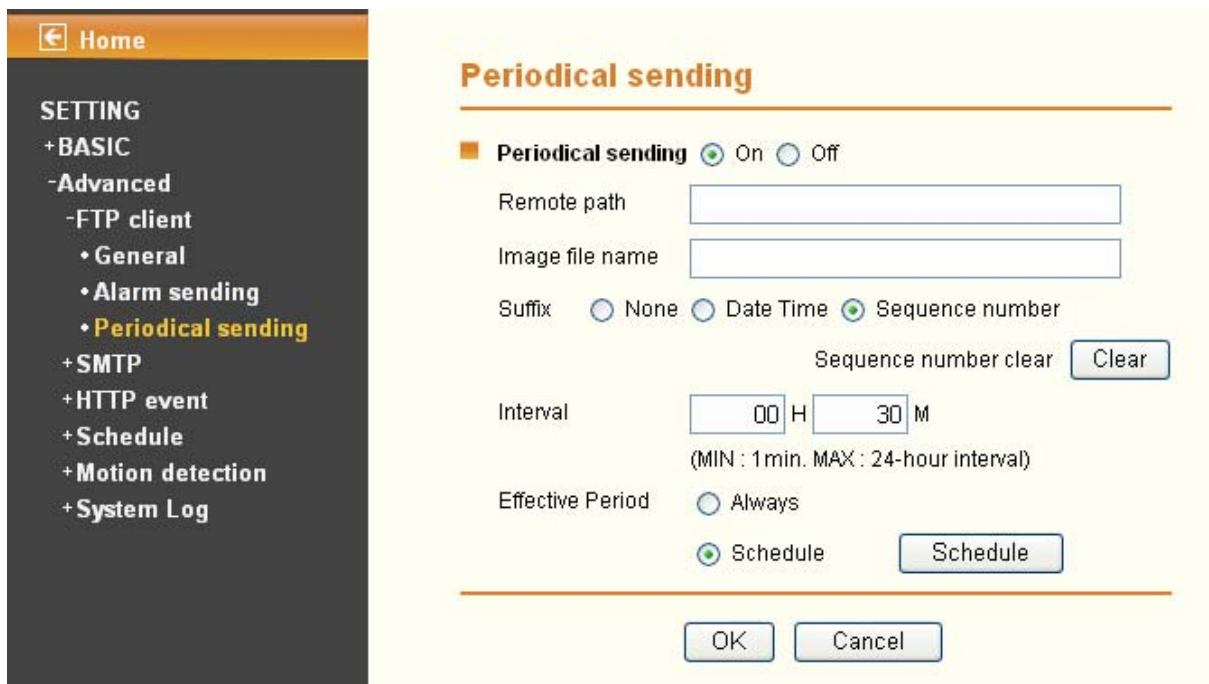 Home
SETTING
+BASIC
-Advanced
-FTP client
•General
•Alarm sending
•Periodical sending
+SMTP
+HTTP event
+Schedule
+Motion detection
+System Log
Periodical sending
Periodical sending On Off
Remote path
Image file name
Suffix None Date Time Sequence number
Sequence number clear Clear
Interval 00 H 30 M
(MIN : 1min. MAX : 24-hour interval)
Effective Period Always
Schedule Schedule
OK Cancel